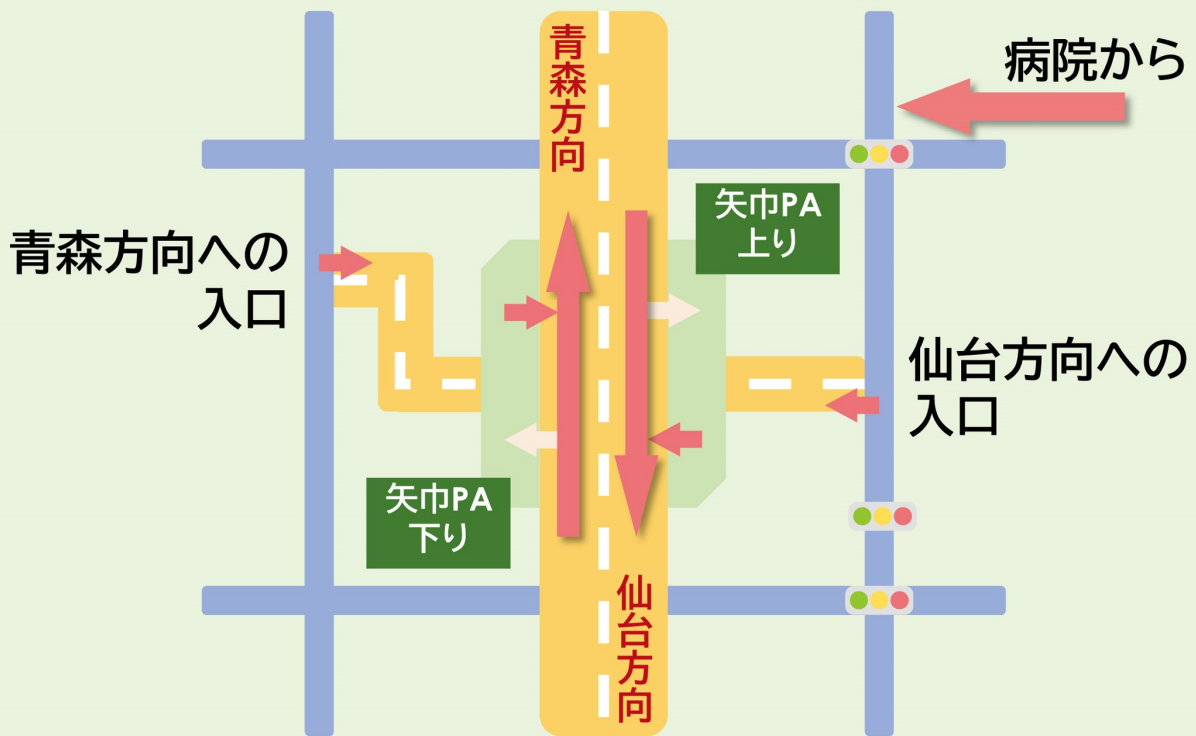 青森方向
病院から
矢巾PA
上り
青森方向への
入口
仙台方向への
入口
矢巾PA
下り
仙台方向